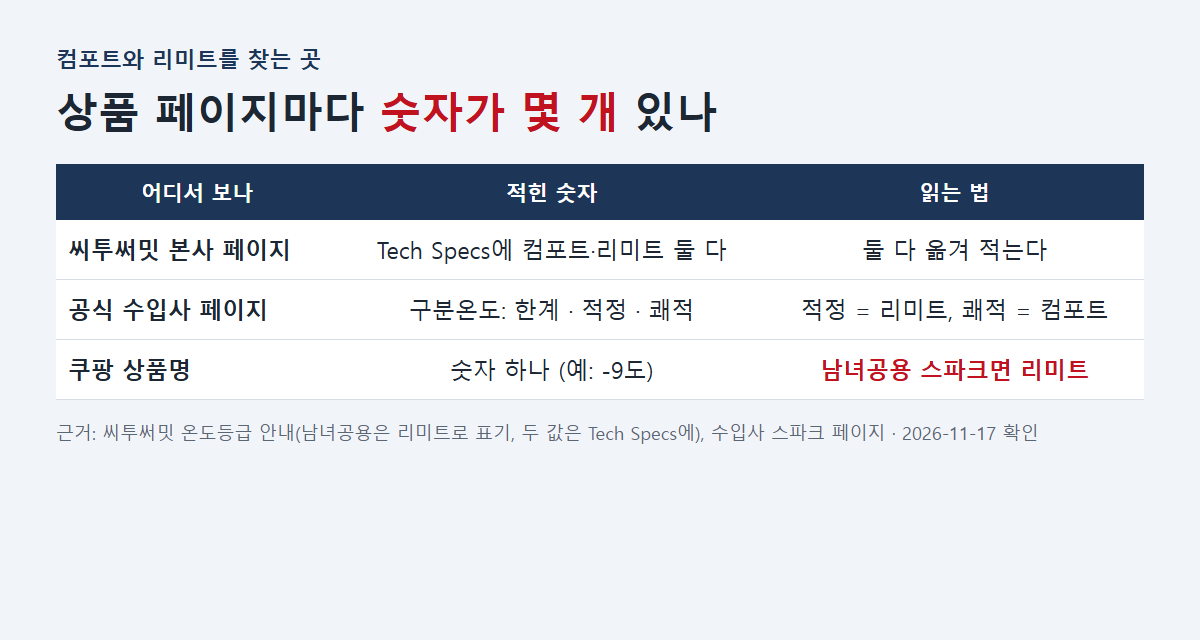 컴포트와 리미트를 찾는 곳
상품 페이지마다 숫자가 몇 개 있나
어디서 보나 적힌 숫자 읽는 법
씨투써밋 본사 페이지 Tech Specs에 컴포트·리미트 둘 다 둘 다 옮겨 적는다
공식 수입사 페이지 구분온도: 한계 · 적정 · 쾌적 적정 = 리미트, 쾌적 = 컴포트
쿠팡 상품명 숫자 하나 (예: -9도) 남녀공용 스파크면 리미트
근거: 씨투써밋 온도등급 안내(남녀공용은 리미트로 표기, 두 값은 Tech Specs에), 수입사 스파크 페이지 · 2026-11-17 확인